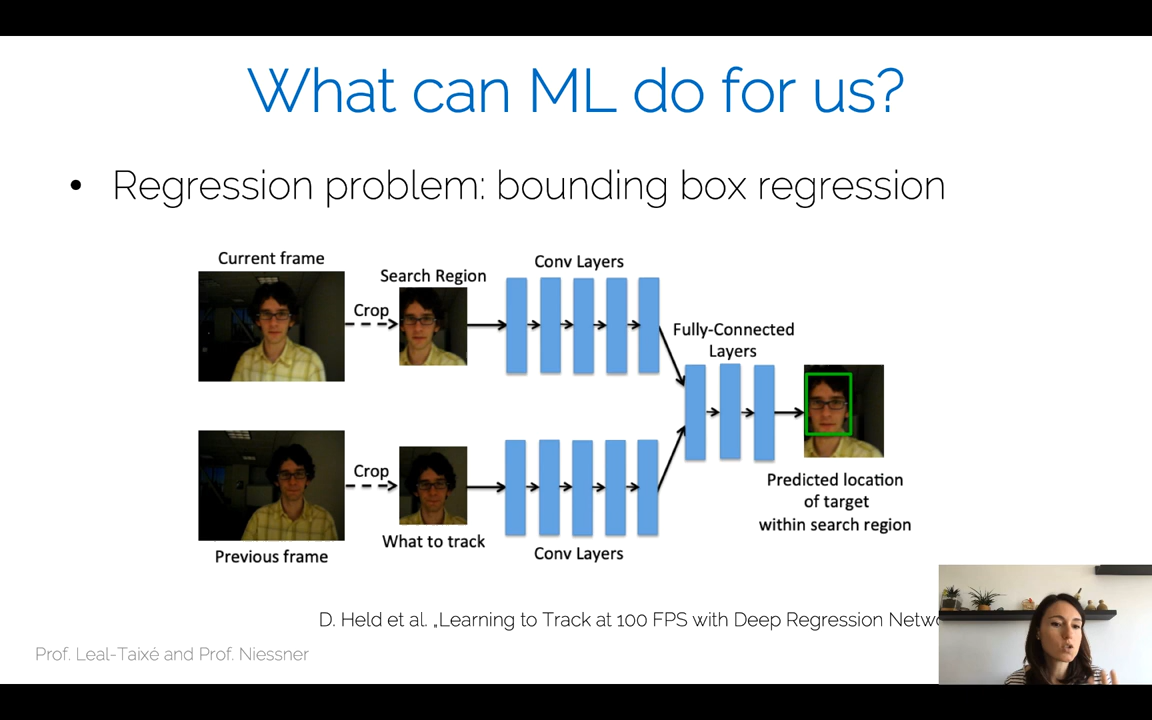 What can ML do for us?
• Regression problem: bounding box regression
Current frame
Search Region
Conv Layers
Crop
Fully-Connected
Layers
Crop
What to track
Previous frame
Conv Layers
Predicted location
of target
within search region
D. Held et al. „Learning to Track at 100 FPS with Deep Regression
Prof. Leal-Taixé and Prof. Niessner